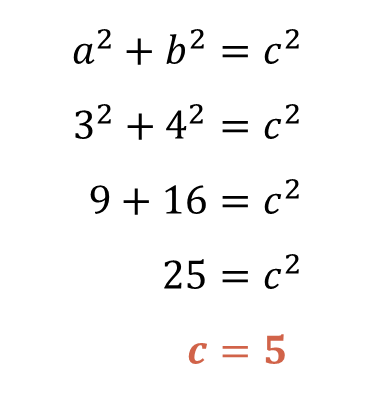 a² + b² = c²
3² + 4² = c²
9 + 16 = c²
25 = c²
c = 5